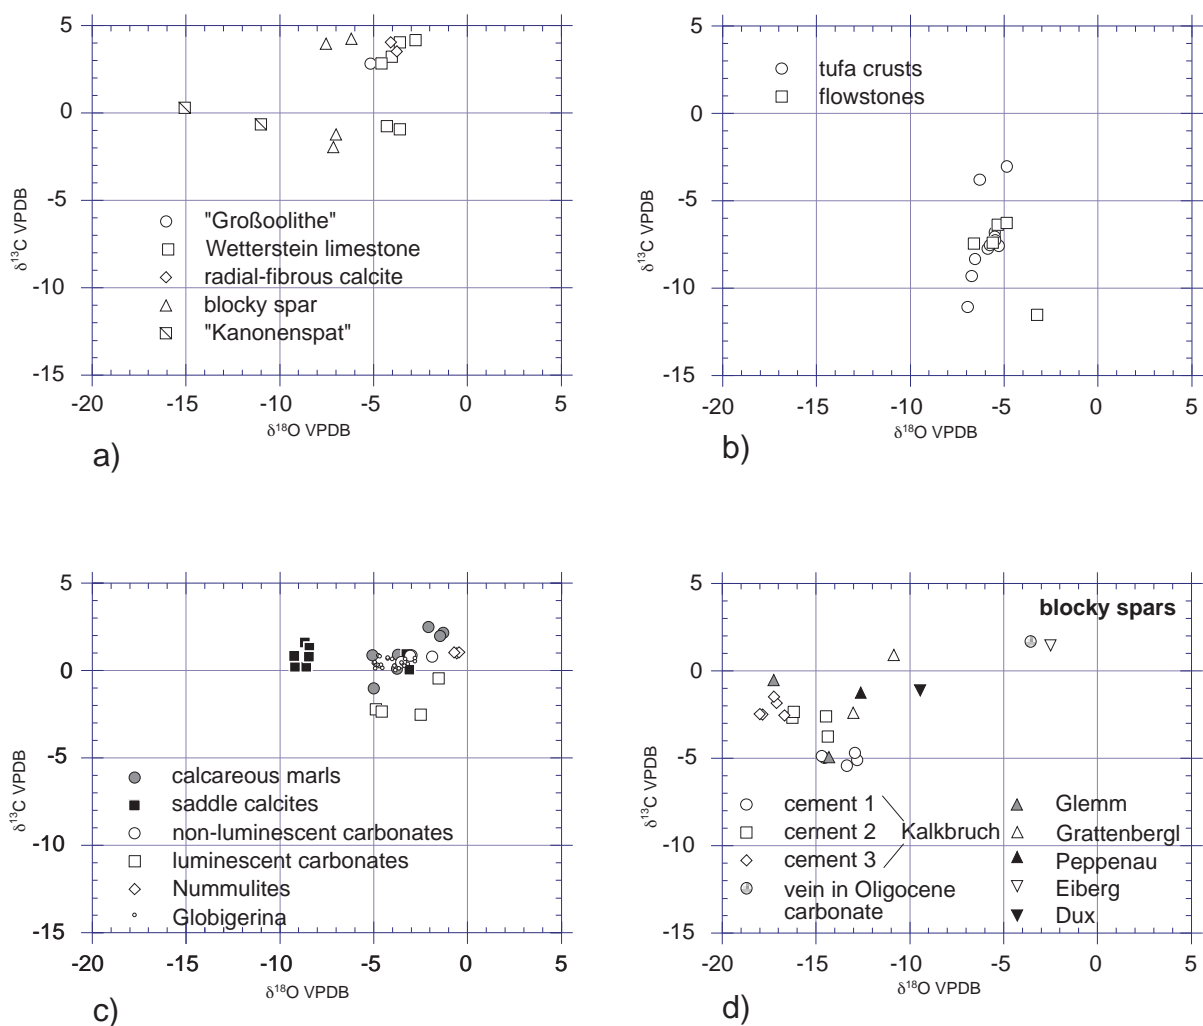 5
0
-5
-10
-15
-20 -15 -10 -5 0 5
δ13C VPDB
δ18O VPDB
"Großoolithe"
Wetterstein limestone
radial-fibrous calcite
blocky spar
"Kanonenspat"
a)
5
0
-5
-10
-15
-20 -15 -10 -5 0 5
δ13C VPDB
δ18O VPDB
tufa crusts
flowstones
b)
5
0
-5
-10
-15
-20 -15 -10 -5 0 5
δ13C VPDB
δ18O VPDB
calcareous marls
saddle calcites
non-luminescent carbonates
luminescent carbonates
Nummulites
Globigerina
c)
5
0
-5
-10
-15
-20 -15 -10 -5 0 5
δ13C VPDB
δ18O VPDB
blocky spars
cement 1
cement 2
cement 3
Kalkbruch
vein in Oligocene
carbonate
Glemm
Grattenbergl
Peppenau
Eiberg
Dux
d)